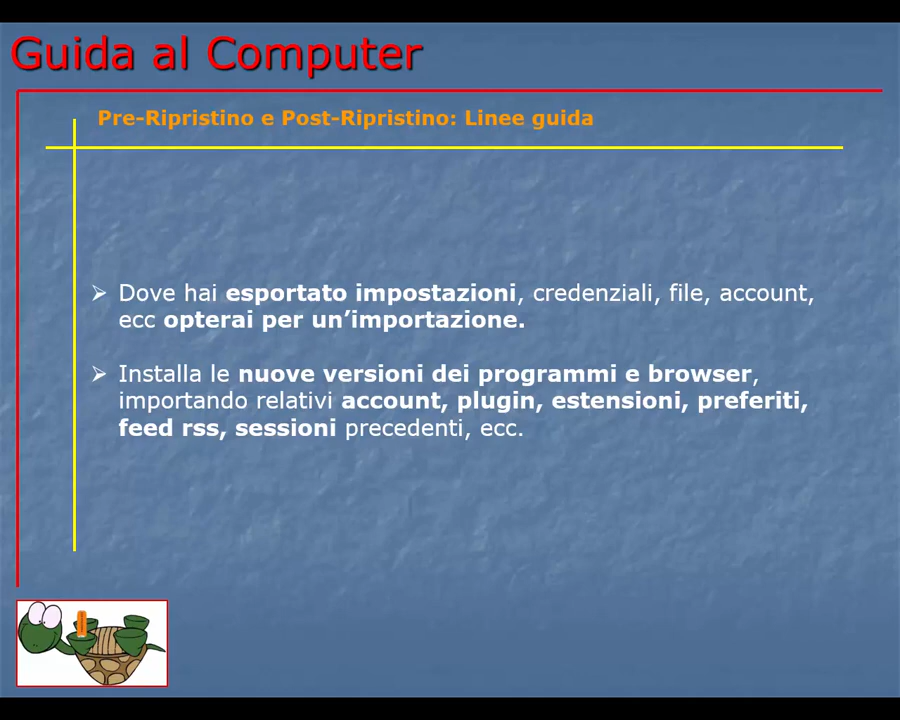 Guida al Computer
Pre-Ripristino e Post-Ripristino: Linee guida
Dove hai esportato impostazioni, credenziali, file, account,
ecc opterai per un’importazione.
Installa le nuove versioni dei programmi e browser,
importando relativi account, plugin, estensioni, preferiti,
feed rss, sessioni precedenti, ecc.